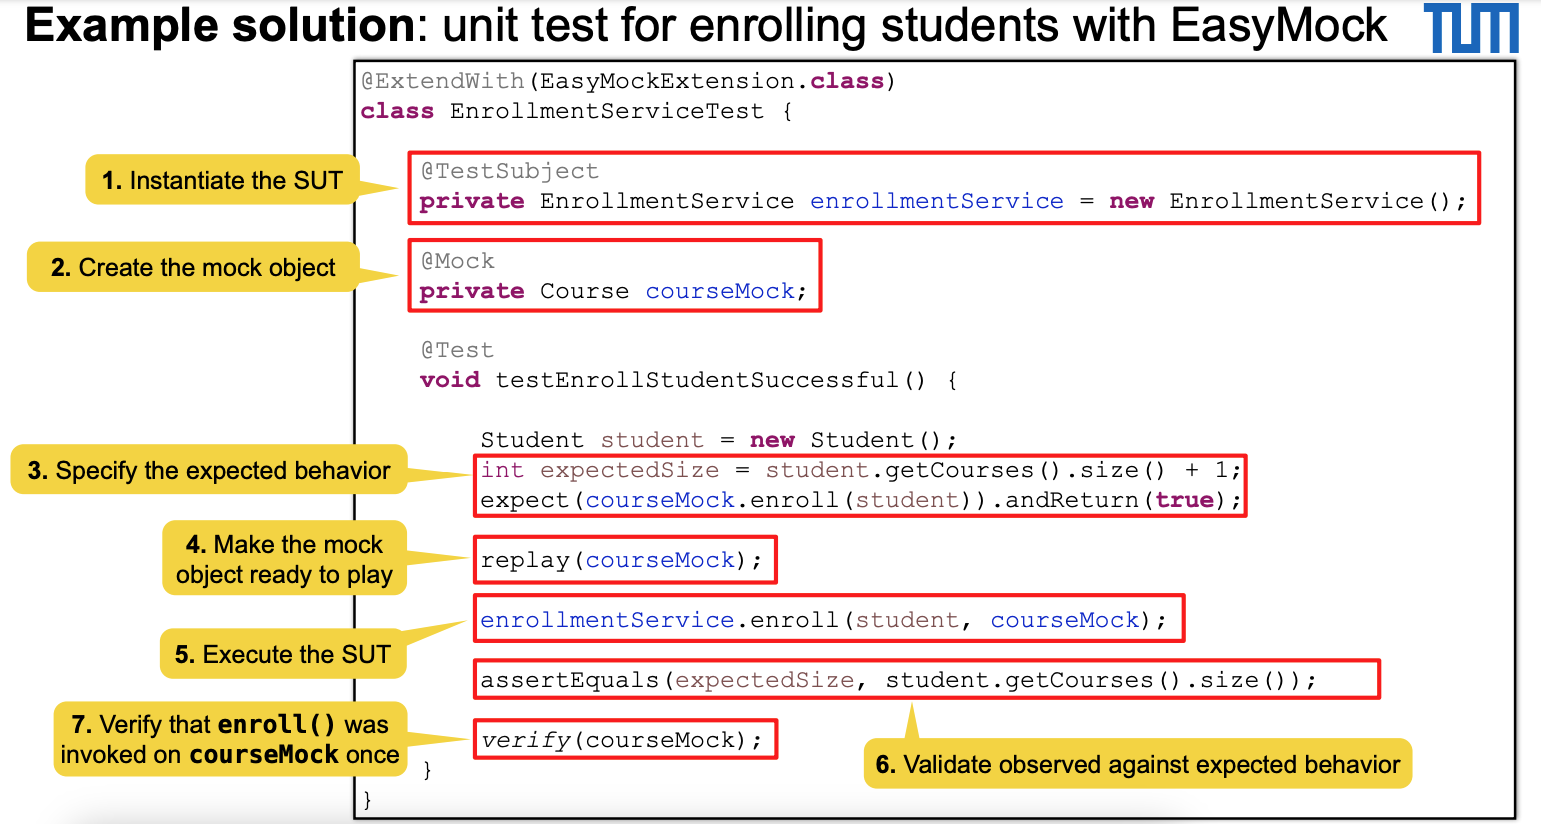 Example solution: unit test for enrolling students with EasyMock
TUM
@ExtendWith(EasyMockExtension.class)
class EnrollmentServiceTest {
1. Instantiate the SUT
@TestSubject
private EnrollmentService enrollmentService = new EnrollmentService();
2. Create the mock object
@Mock
private Course courseMock;
@Test
void testEnrollStudentSuccessful() {
Student student = new Student();
3. Specify the expected behavior
int expectedSize = student.getCourses().size() + 1;
expect(courseMock.enroll(student)).andReturn(true);
4. Make the mock
object ready to play
replay(courseMock);
enrollmentService.enroll(student, courseMock);
5. Execute the SUT
assertEquals(expectedSize, student.getCourses().size());
7. Verify that enroll() was
invoked on courseMock once
verify(courseMock);
6. Validate observed against expected behavior
}
}